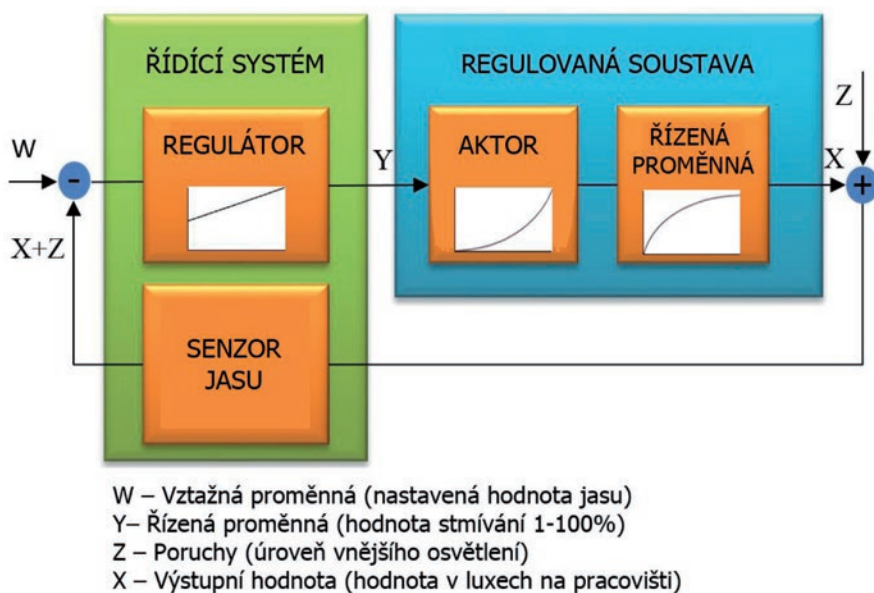 ŘÍDÍCÍ SYSTÉM
REGULOVANÁ SOUSTAVA
Z
W
REGULÁTOR
Y
AKTOR
ŘÍZENÁ
PROMĚNNÁ
X
-
+
X+Z
SENZOR
JASU
W – Vztažná proměnná (nastavená hodnota jasu)
Y– Řízená proměnná (hodnota stmívání 1-100%)
Z – Poruchy (úroveň vnějšího osvětlení)
X – Výstupní hodnota (hodnota v luxech na pracovišti)